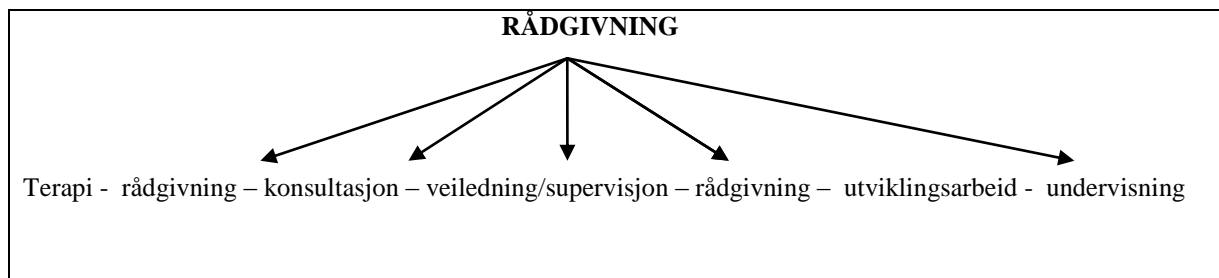 RÅDGIVNING
Terapi - rådgivning – konsultasjon – veiledning/supervisjon – rådgivning – utviklingsarbeid - undervisning